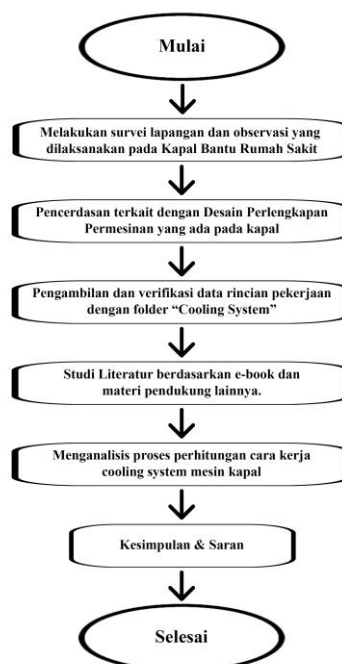 Mulai
Melakukan survei lapangan dan observasi yang
dilaksanakan pada Kapal Bantu Rumah Sakit
Pencerdasan terkait dengan Desain Perlengkapan
Permesinan yang ada pada kapal
Pengambilan dan verifikasi data rincian pekerjaan
dengan folder “Cooling System”
Studi Literatur berdasarkan e-book dan
materi pendukung lainnya.
Menganalisis proses perhitungan cara kerja
cooling system mesin kapal
Kesimpulan & Saran
Selesai